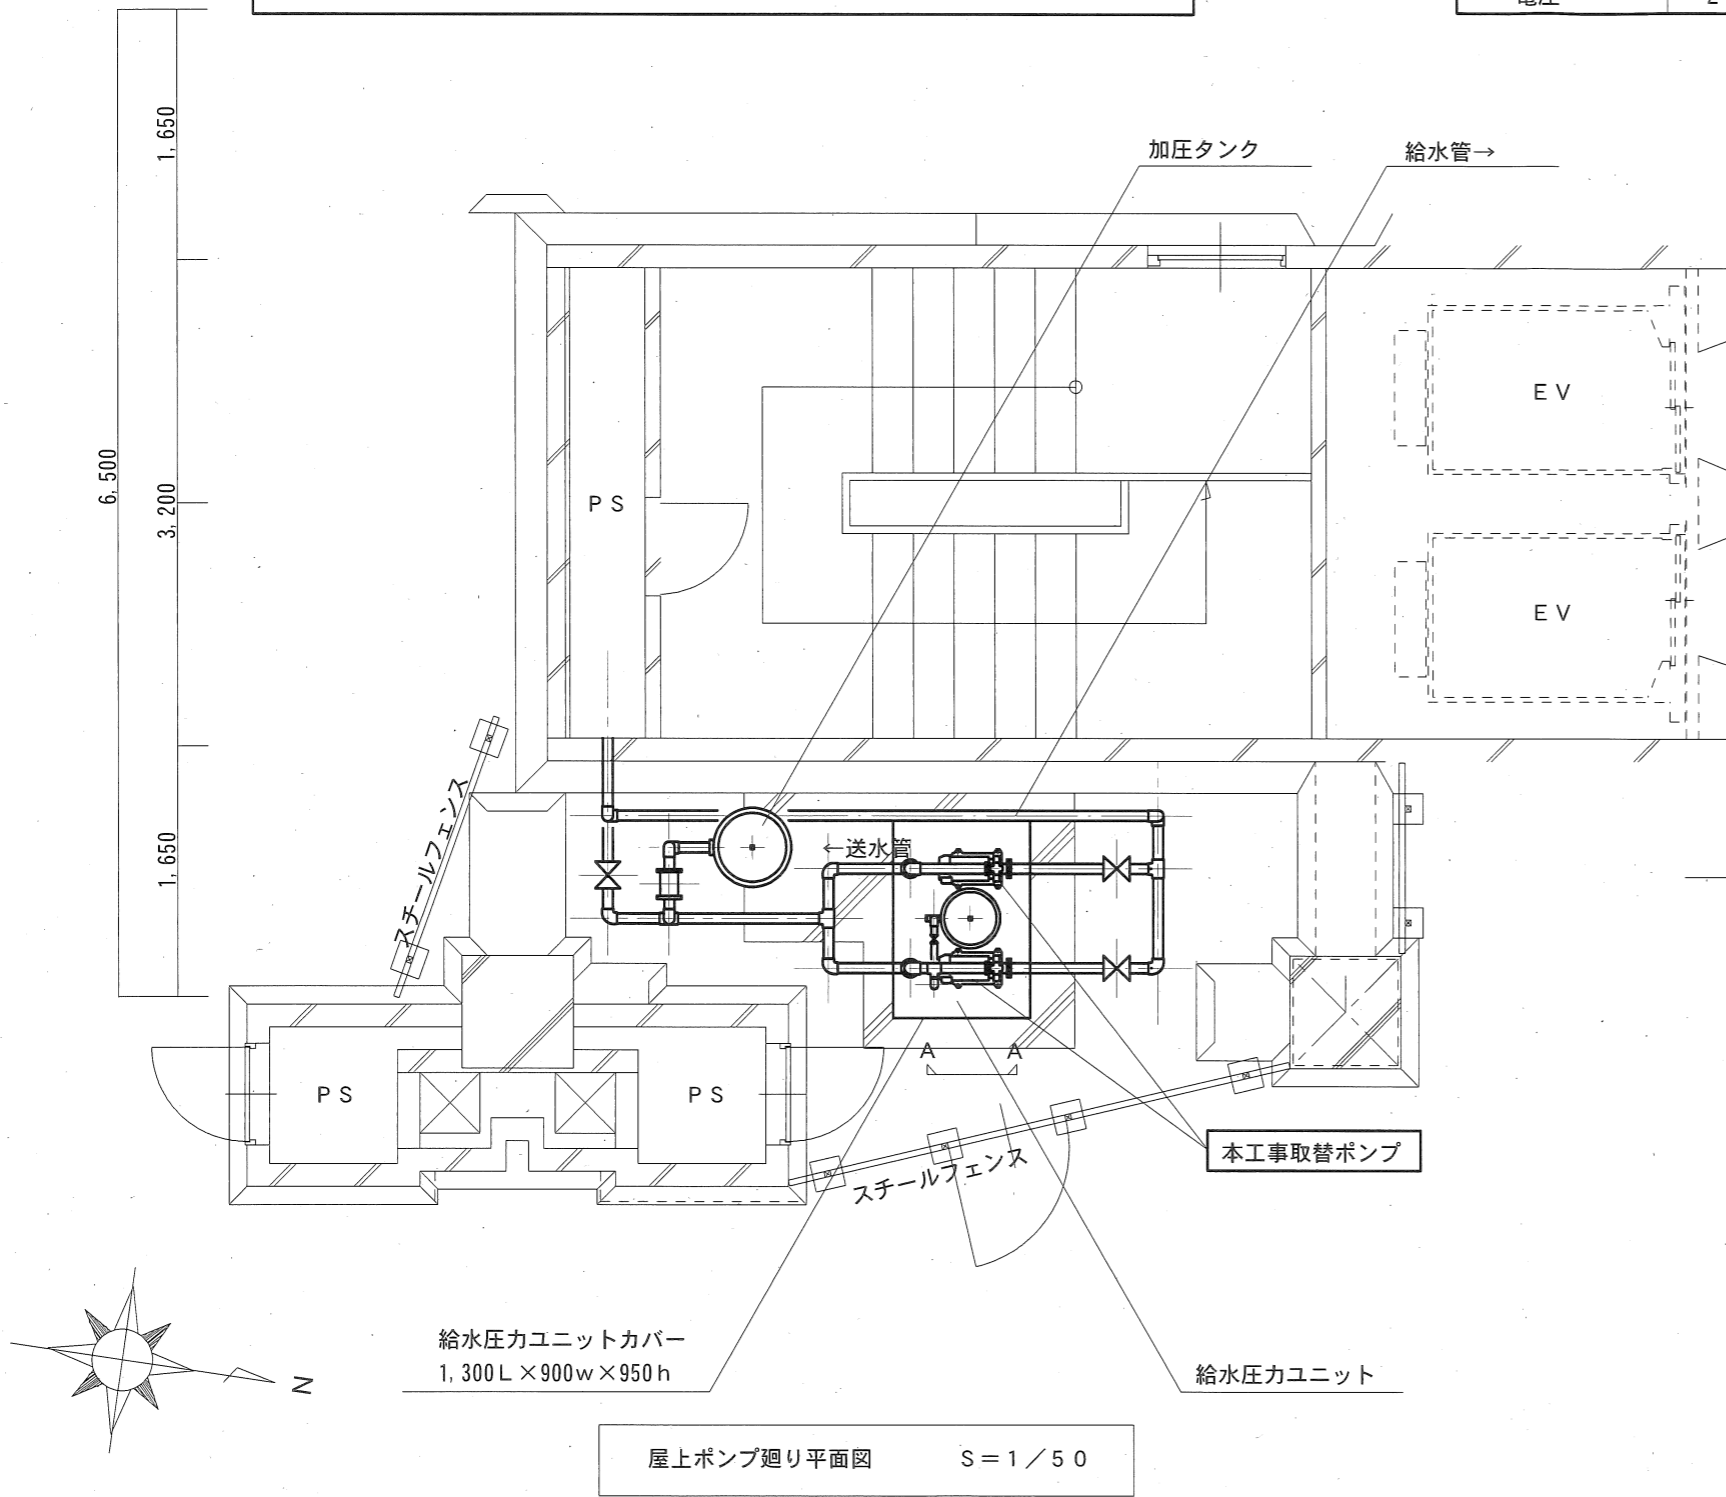 1,650
加圧タンク
給水管→
EV
6,500
3,200
PS
EV
スチールフェンス
1,650
←送水管
A A
PS
PS
本工事取替ポンプ
スチールフェンス
給水圧力ユニットカバー
1,300L×900w×950h
給水圧力ユニット
N
屋上ポンプ廻り平面図 S=1/50